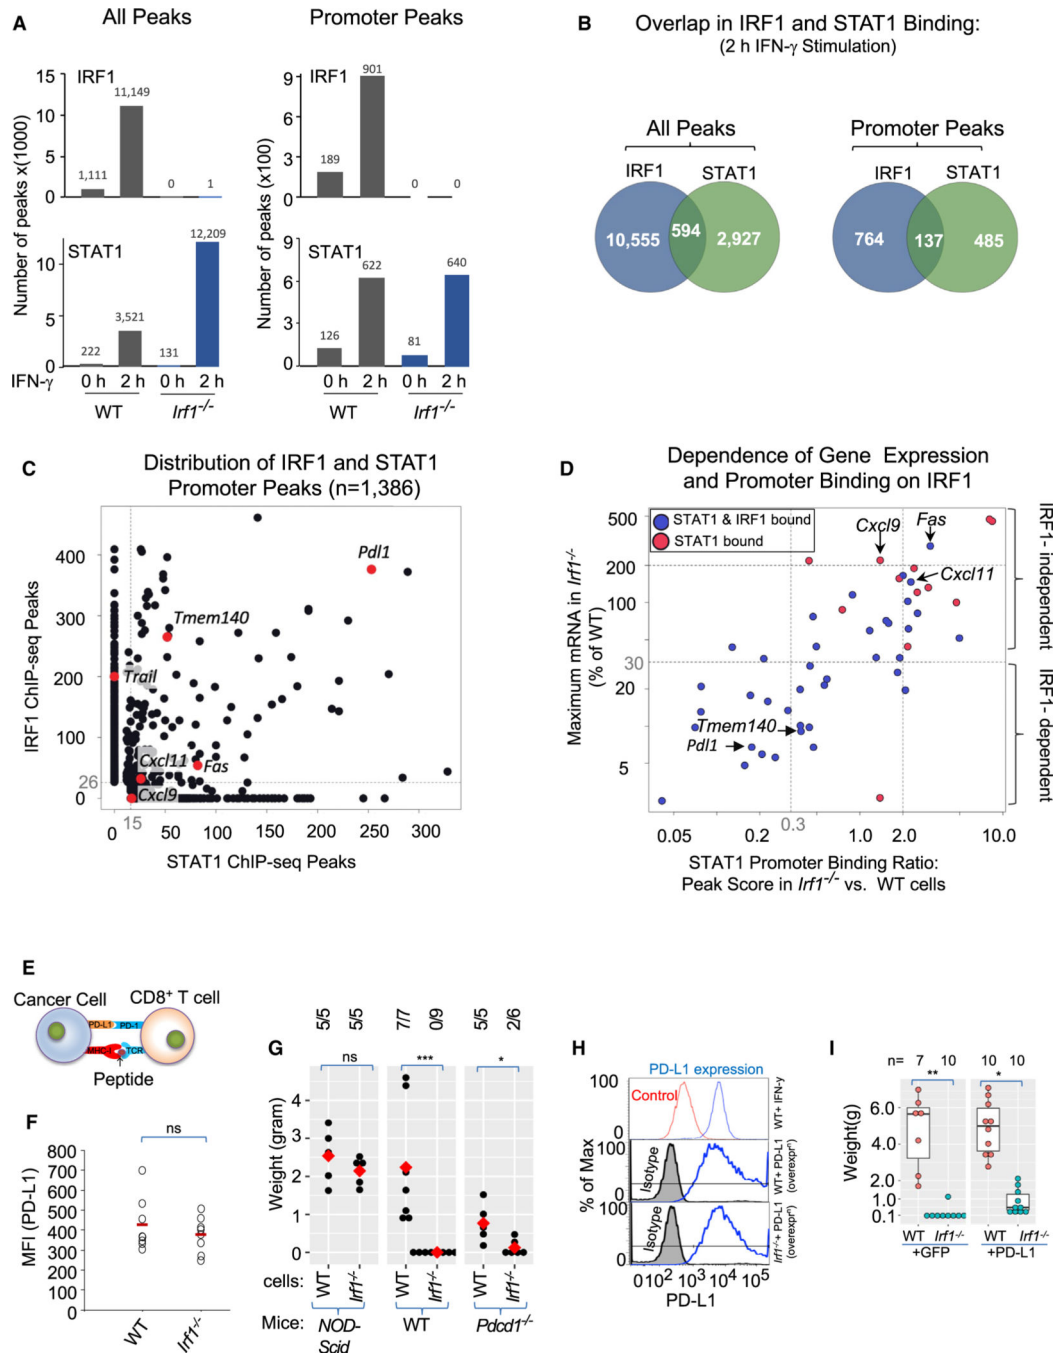 A
All Peaks
Promoter Peaks
Number of peaks x(1000)
IRF1
15
10
5
0
1,111
11,149
0
1
STAT1
10
5
0
222
3,521
131
12,209
IFN-γ
0 h 2 h 0 h 2 h
WT Irf1-/-
Number of peaks (x100)
IRF1
9
6
3
0
189
901
0
0
STAT1
9
6
3
0
126
622
81
640
0 h 2 h 0 h 2 h
WT Irf1-/-
B
Overlap in IRF1 and STAT1 Binding:
(2 h IFN-γ Stimulation)
All Peaks
Promoter Peaks
IRF1 STAT1
IRF1 STAT1
10,555 594 2,927
764 137 485
C
Distribution of IRF1 and STAT1
Promoter Peaks (n=1,386)
IRF1 ChIP-seq Peaks
400
300
200
100
26
0
Pdl1
Tmem140
Trail
Cxcl11
Fas
Cxcl9
15
0 50 100 150 200 250 300
STAT1 ChIP-seq Peaks
D
Dependence of Gene Expression
and Promoter Binding on IRF1
Maximum mRNA in Irf1-/-
(% of WT)
500
200
100
30
20
5
STAT1 & IRF1 bound
STAT1 bound
Cxcl9
Fas
Cxcl11
Tmem140
Pdl1
IRF1- independent
IRF1- dependent
0.05 0.2 0.3 1.0 2.0 10.0
STAT1 Promoter Binding Ratio:
Peak Score in Irf1-/- vs. WT cells
E
Cancer Cell
CD8+ T cell
PD-L1 PD-1
MHC-I TCR
Peptide
F
MFI (PD-L1)
800
700
600
500
400
300
200
100
0
ns
WT
Irf1-/-
G
5/5 5/5 7/7 0/9 5/5 2/6
ns
***
*
Weight (gram)
4
3
2
1
0
cells:
WT Irf1-/- WT Irf1-/- WT Irf1-/-
Mice:
NOD-
Scid
WT
Pdcd1-/-
H
PD-L1 expression
Control
% of Max
100
100
100
0
Isotype
Isotype
WT+ IFN-y
WT+ PD-L1
(overexprn)
Irf1-/-+ PD-L1
(overexprn)
0 10^2 10^3 10^4 10^5
PD-L1
I
n= 7 10 10 10
**
*
Weight(g)
6.0
4.0
2.0
1.0
0.1
WT Irf1-/- WT Irf1-/-
+GFP +PD-L1